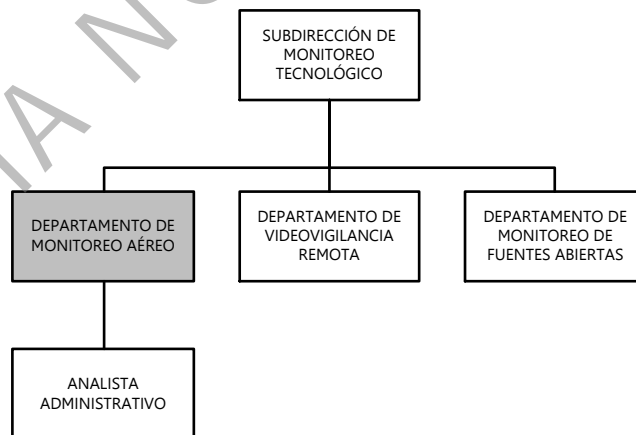 SUBDIRECCIÓN DE
MONITOREO
TECNOLÓGICO
DEPARTAMENTO DE
MONITOREO AÉREO
DEPARTAMENTO DE
VIDEOVIGILANCIA
REMOTA
DEPARTAMENTO DE
MONITOREO DE
FUENTES ABIERTAS
ANALISTA
ADMINISTRATIVO